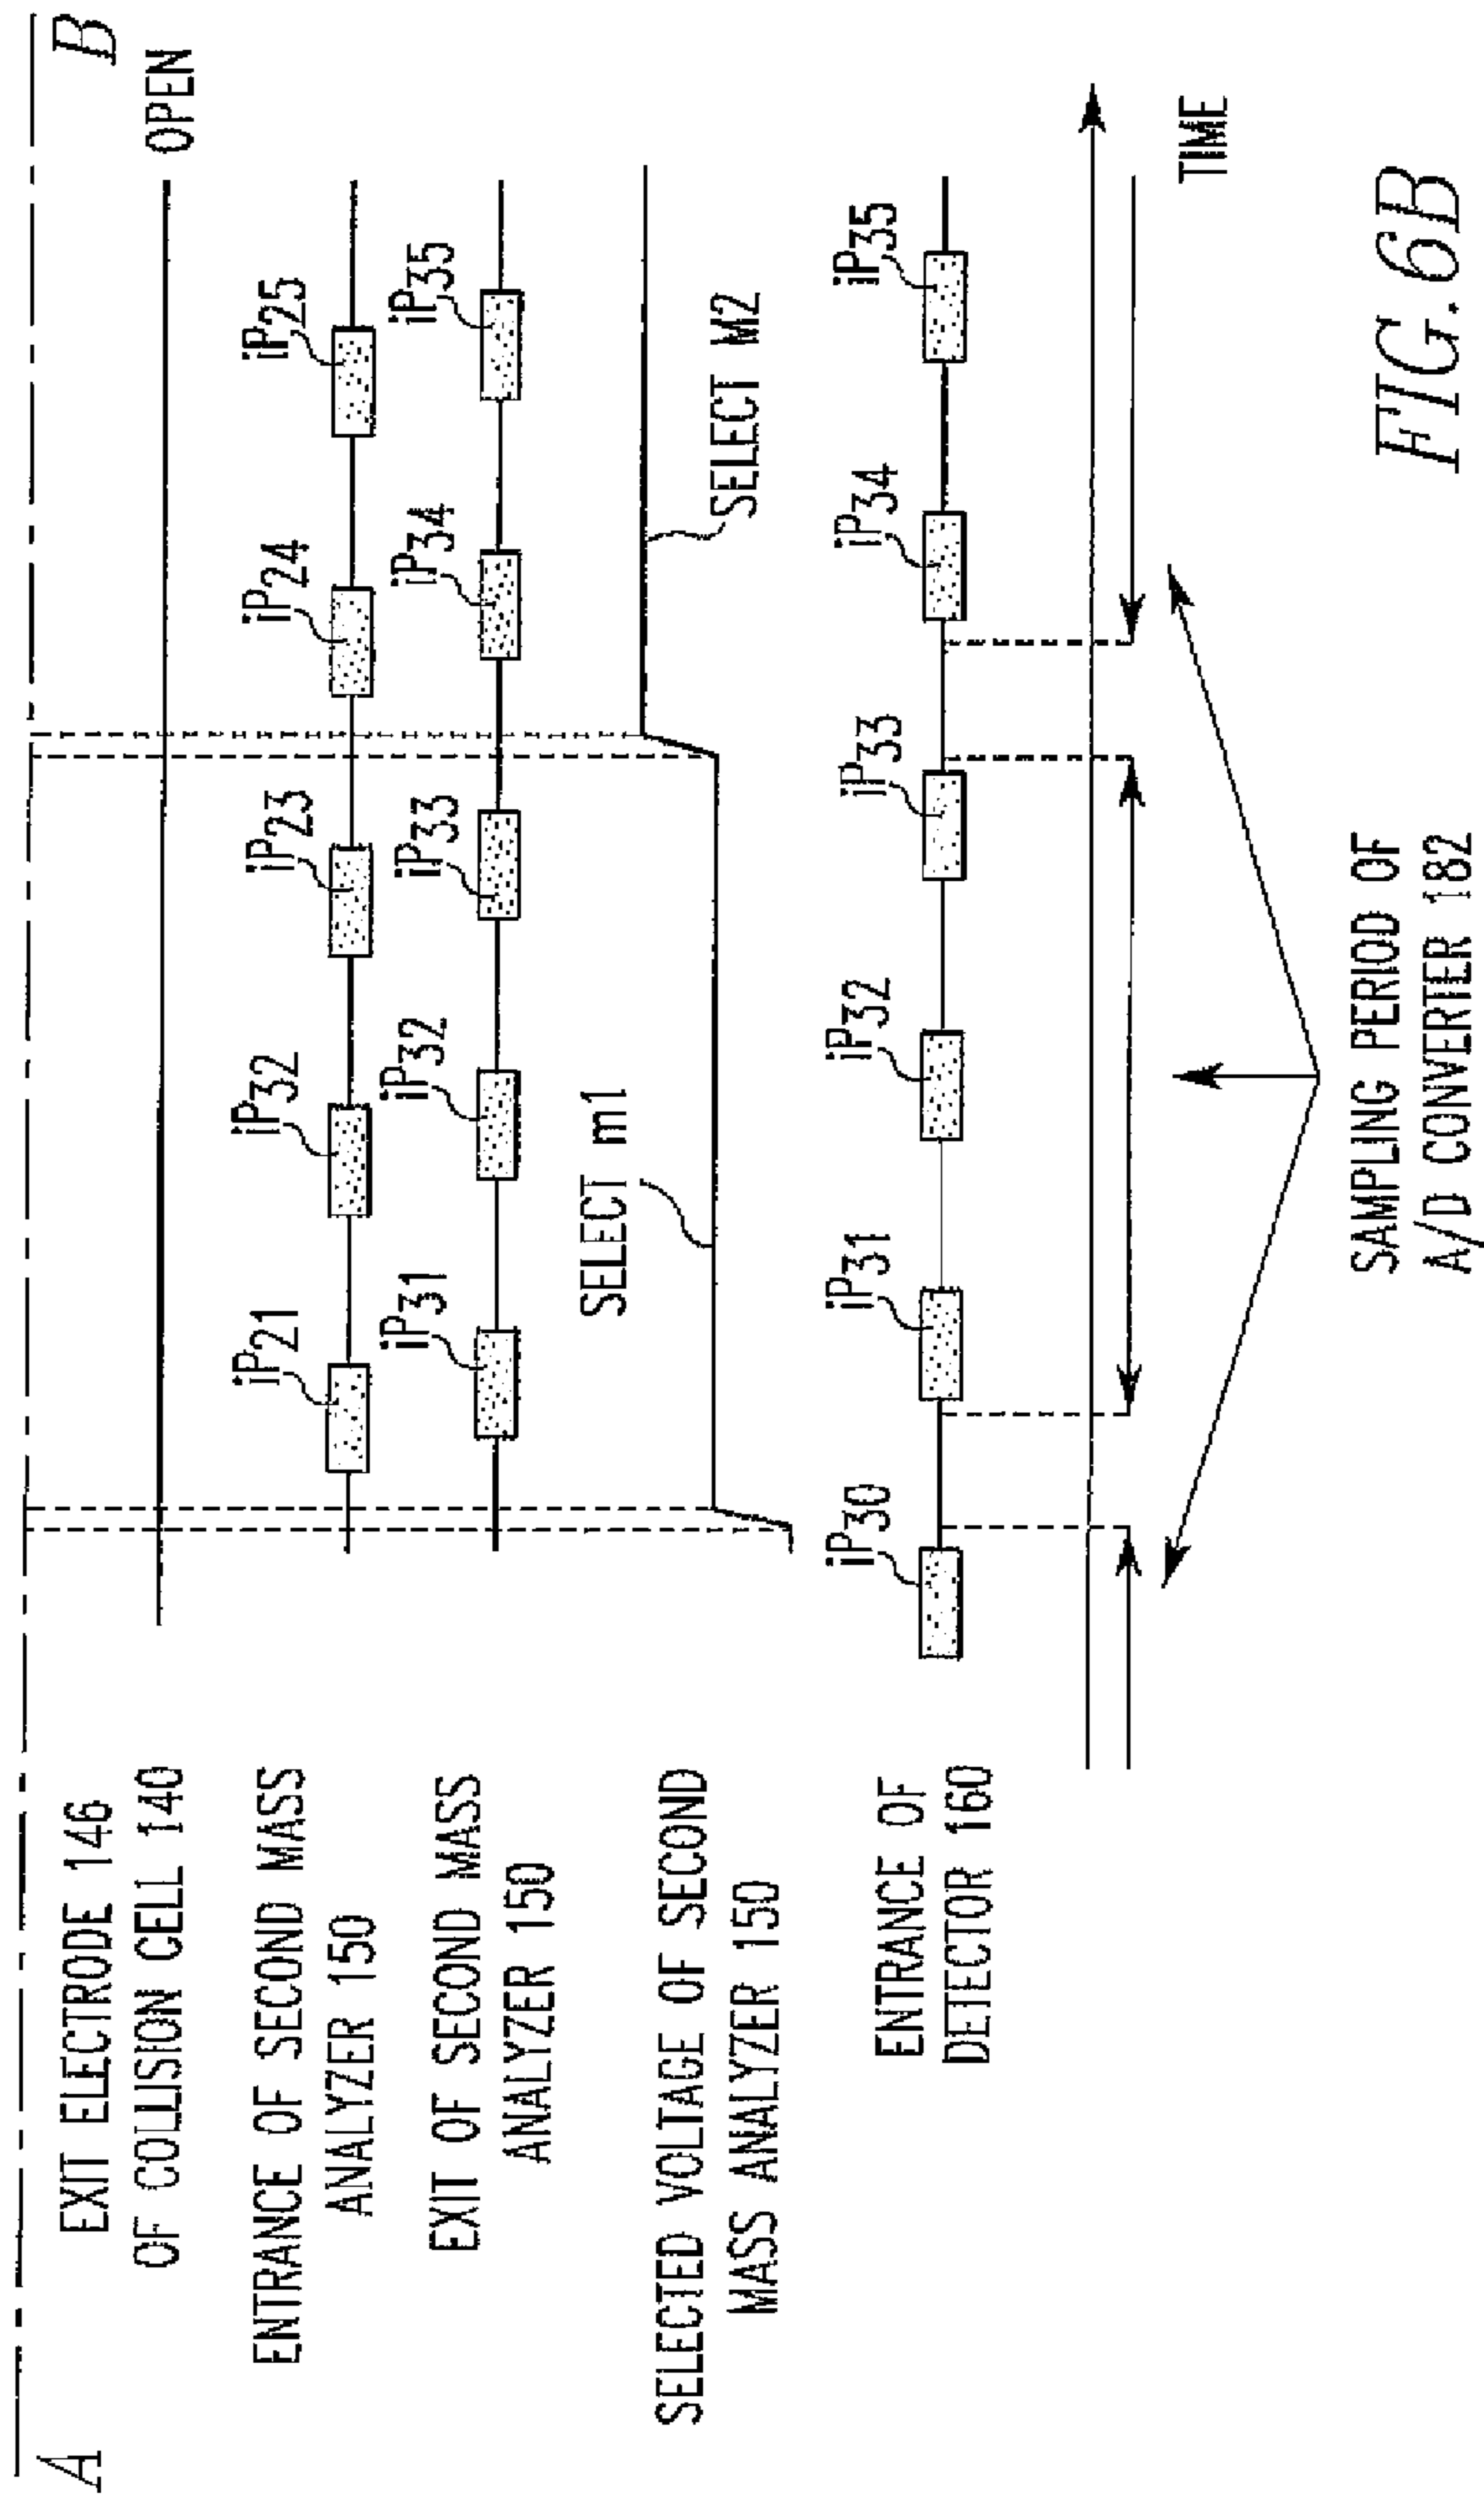 A
B
EXIT ELECTRODE 146
OF COLLISION CELL 140
OPEN
ENTRANCE OF SECOND MASS
ANALYZER 150
iP21
iP32
iP23
iP24
iP25
EXIT OF SECOND MASS
ANALYZER 150
iP31
iP32
iP33
iP34
iP35
SELECTED VOLTAGE OF SECOND
MASS ANALYZER 150
SELECT m1
SELECT M2
ENTRANCE OF
DETECTOR 160
iP30
iP31
iP32
iP33
iP34
iP35
TIME
SAMPLING PERIOD OF
A/D CONVERTER 182
FIG. 6B